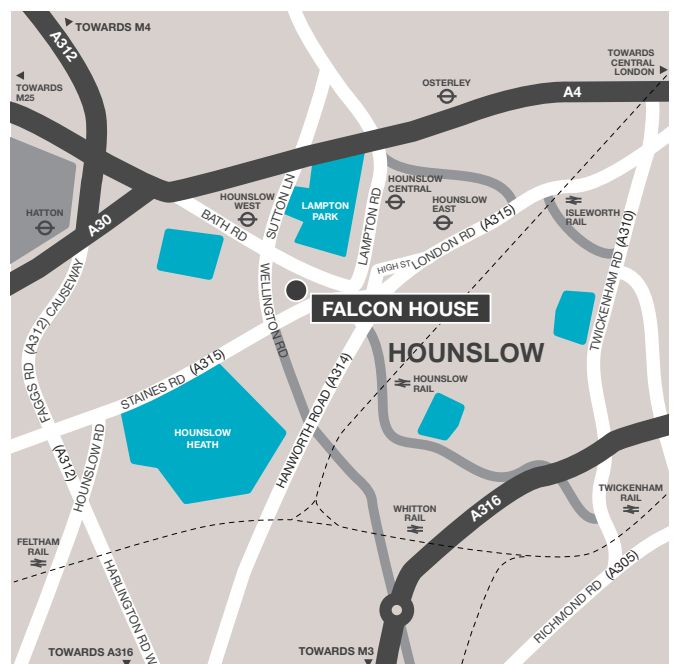 TOWARDS M4
A312
TOWARDS
CENTRAL
LONDON
TOWARDS
M25
OSTERLEY
A4
HOUNSLOW
CENTRAL
HOUNSLOW
WEST
SUTTON LN
LAMPTON
PARK
LAMPTON RD
HOUNSLOW
EAST
ISLEWORTH
RAIL
HATTON
A30
BATH RD
HIGH ST
LONDON RD (A315)
TWICKENHAM RD (A310)
WELLINGTON RD
FALCON HOUSE
HOUNSLOW
FAGGS RD (A312) CAUSEWAY
STAINES RD (A315)
HANWORTH ROAD (A314)
HOUNSLOW
RAIL
HOUNSLOW
HEATH
(A312)
HOUNSLOW RD
A316
WHITTON
RAIL
TWICKENHAM
RAIL
FELTHAM
RAIL
HARLINGTON RD W
RICHMOND RD (A305)
TOWARDS A316
TOWARDS M3